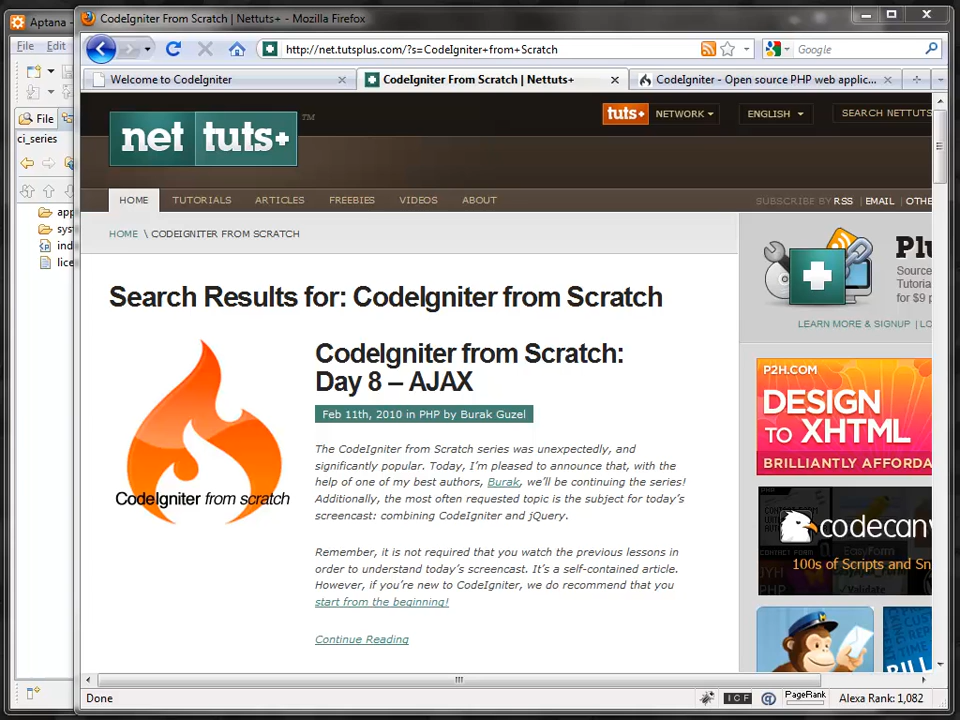 Aptana
CodeIgniter From Scratch | Nettuts+ - Mozilla Firefox
File Edit
http://net.tutsplus.com/?s=CodeIgniter+from+Scratch
Google
Welcome to CodeIgniter
CodeIgniter From Scratch | Nettuts+
CodeIgniter - Open source PHP web applic...
File
ci_series
app
sys
ind
lice
net tuts+ TM
tuts+ NETWORK
ENGLISH
SEARCH NETTUTS
HOME TUTORIALS ARTICLES FREEBIES VIDEOS ABOUT
SUBSCRIBE BY RSS EMAIL OTHE
HOME \ CODEIGNITER FROM SCRATCH
Search Results for: CodeIgniter from Scratch
CodeIgniter from Scratch:
Day 8 – AJAX
Feb 11th, 2010 in PHP by Burak Guzel
The CodeIgniter from Scratch series was unexpectedly, and
significantly popular. Today, I'm pleased to announce that, with the
help of one of my best authors, Burak, we'll be continuing the series!
Additionally, the most often requested topic is the subject for today's
screencast: combining CodeIgniter and jQuery.
Remember, it is not required that you watch the previous lessons in
order to understand today's screencast. It's a self-contained article.
However, if you're new to CodeIgniter, we do recommend that you
start from the beginning!
Continue Reading
CodeIgniter from scratch
Plu
Source
Tutoria
for $9 p
LEARN MORE & SIGNUP LO
P2H.COM
DESIGN
TO XHTML
BRILLIANTLY AFFORDA
codecany
100s of Scripts and Sn
BILL
Done
ICF
PageRank
Alexa Rank: 1,082